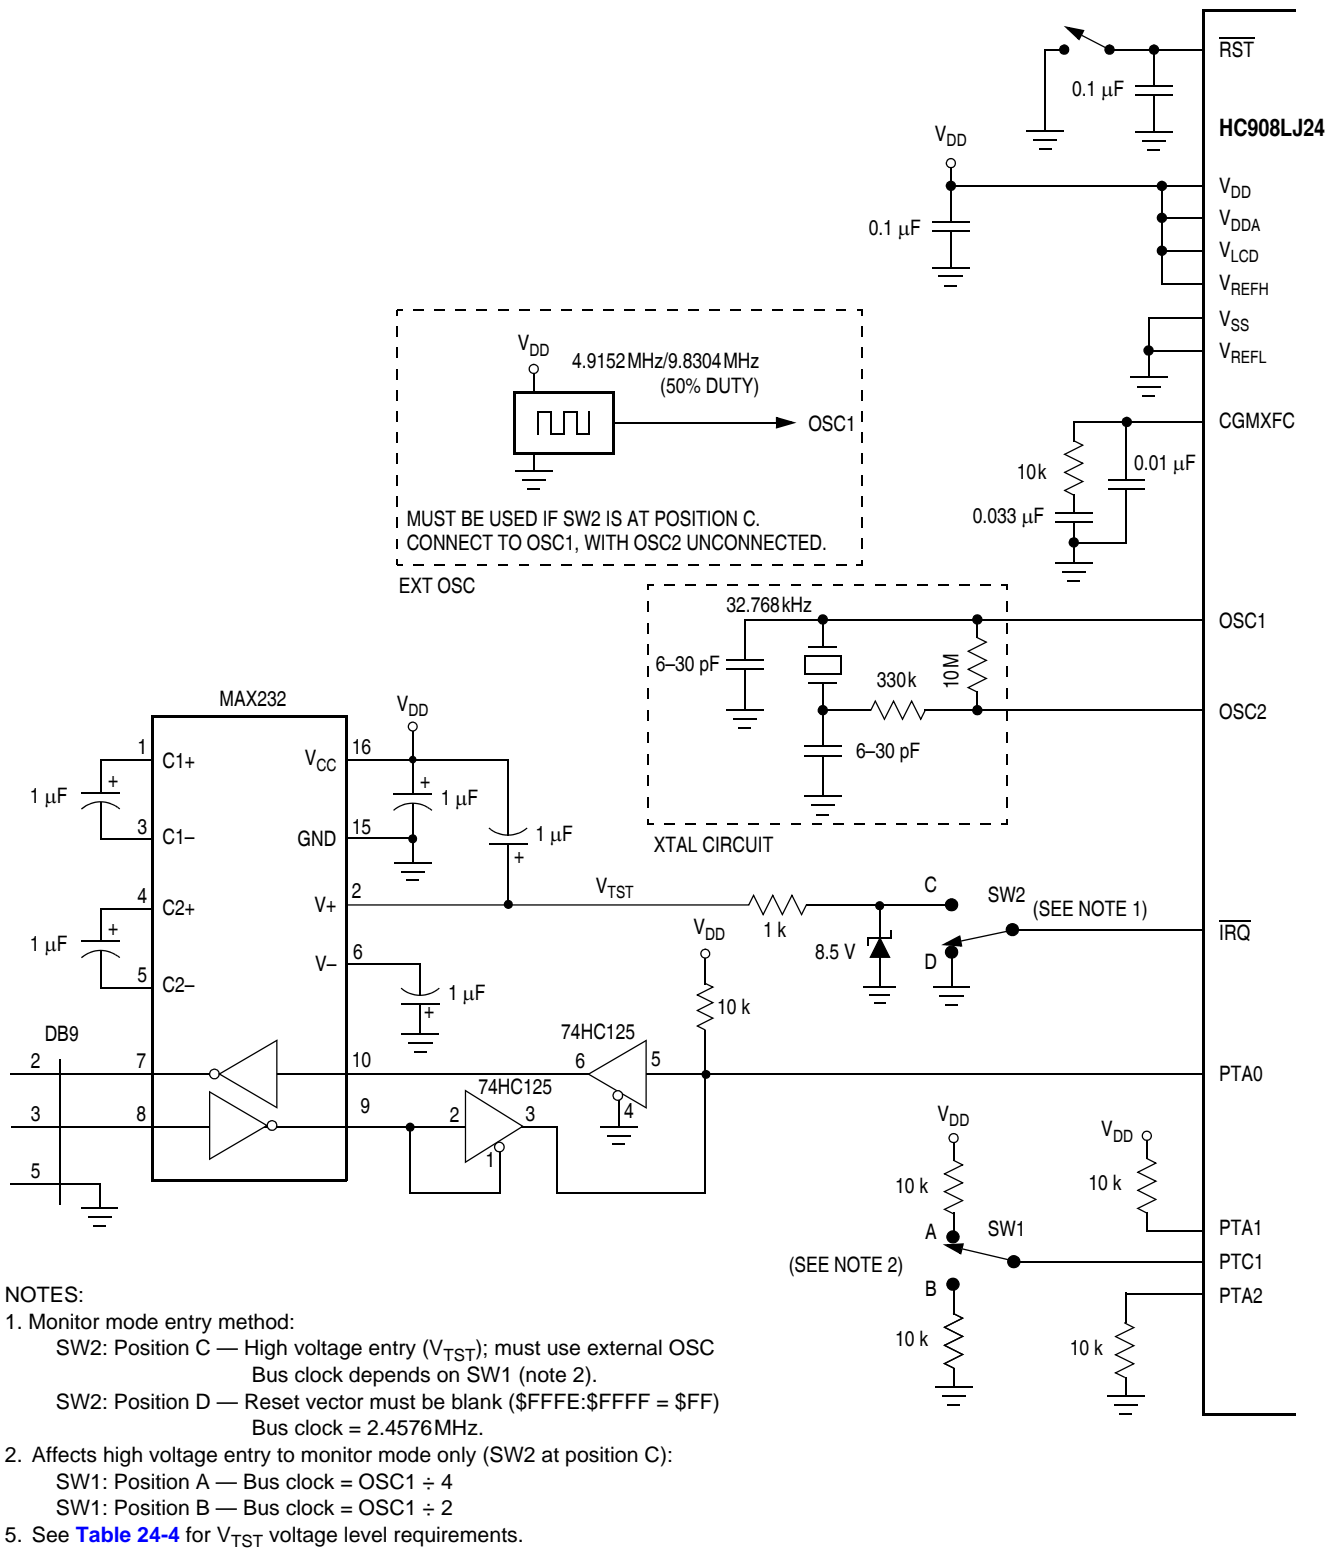 RST
0.1 µF
HC908LJ24
VDD
VDD
VDDA
0.1 µF
VLCD
VREFH
VSS
VREFL
VDD
4.9152MHz/9.8304MHz
(50% DUTY)
OSC1
MUST BE USED IF SW2 IS AT POSITION C.
CONNECT TO OSC1, WITH OSC2 UNCONNECTED.
EXT OSC
CGMXFC
10k
0.01 µF
0.033 µF
32.768kHz
OSC1
6–30 pF
10M
330k
OSC2
6–30 pF
XTAL CIRCUIT
MAX232
VDD
1
C1+
VCC
16
1 µF
+
+
1 µF
3
C1–
GND
15
1 µF
+
4
C2+
V+
2
VTST
1 k
C
SW2
(SEE NOTE 1)
IRQ
1 µF
+
8.5 V
D
5
C2–
V–
6
1 µF
+
VDD
10 k
DB9
74HC125
2
7
10
6
5
4
PTA0
74HC125
3
8
9
2
3
1
5
VDD
VDD
10 k
10 k
A
SW1
PTA1
(SEE NOTE 2)
PTC1
B
PTA2
10 k
10 k
NOTES:
1. Monitor mode entry method:
SW2: Position C — High voltage entry (VTST); must use external OSC
Bus clock depends on SW1 (note 2).
SW2: Position D — Reset vector must be blank ($FFFE:$FFFF = $FF)
Bus clock = 2.4576MHz.
2. Affects high voltage entry to monitor mode only (SW2 at position C):
SW1: Position A — Bus clock = OSC1 ÷ 4
SW1: Position B — Bus clock = OSC1 ÷ 2
5. See Table 24-4 for VTST voltage level requirements.